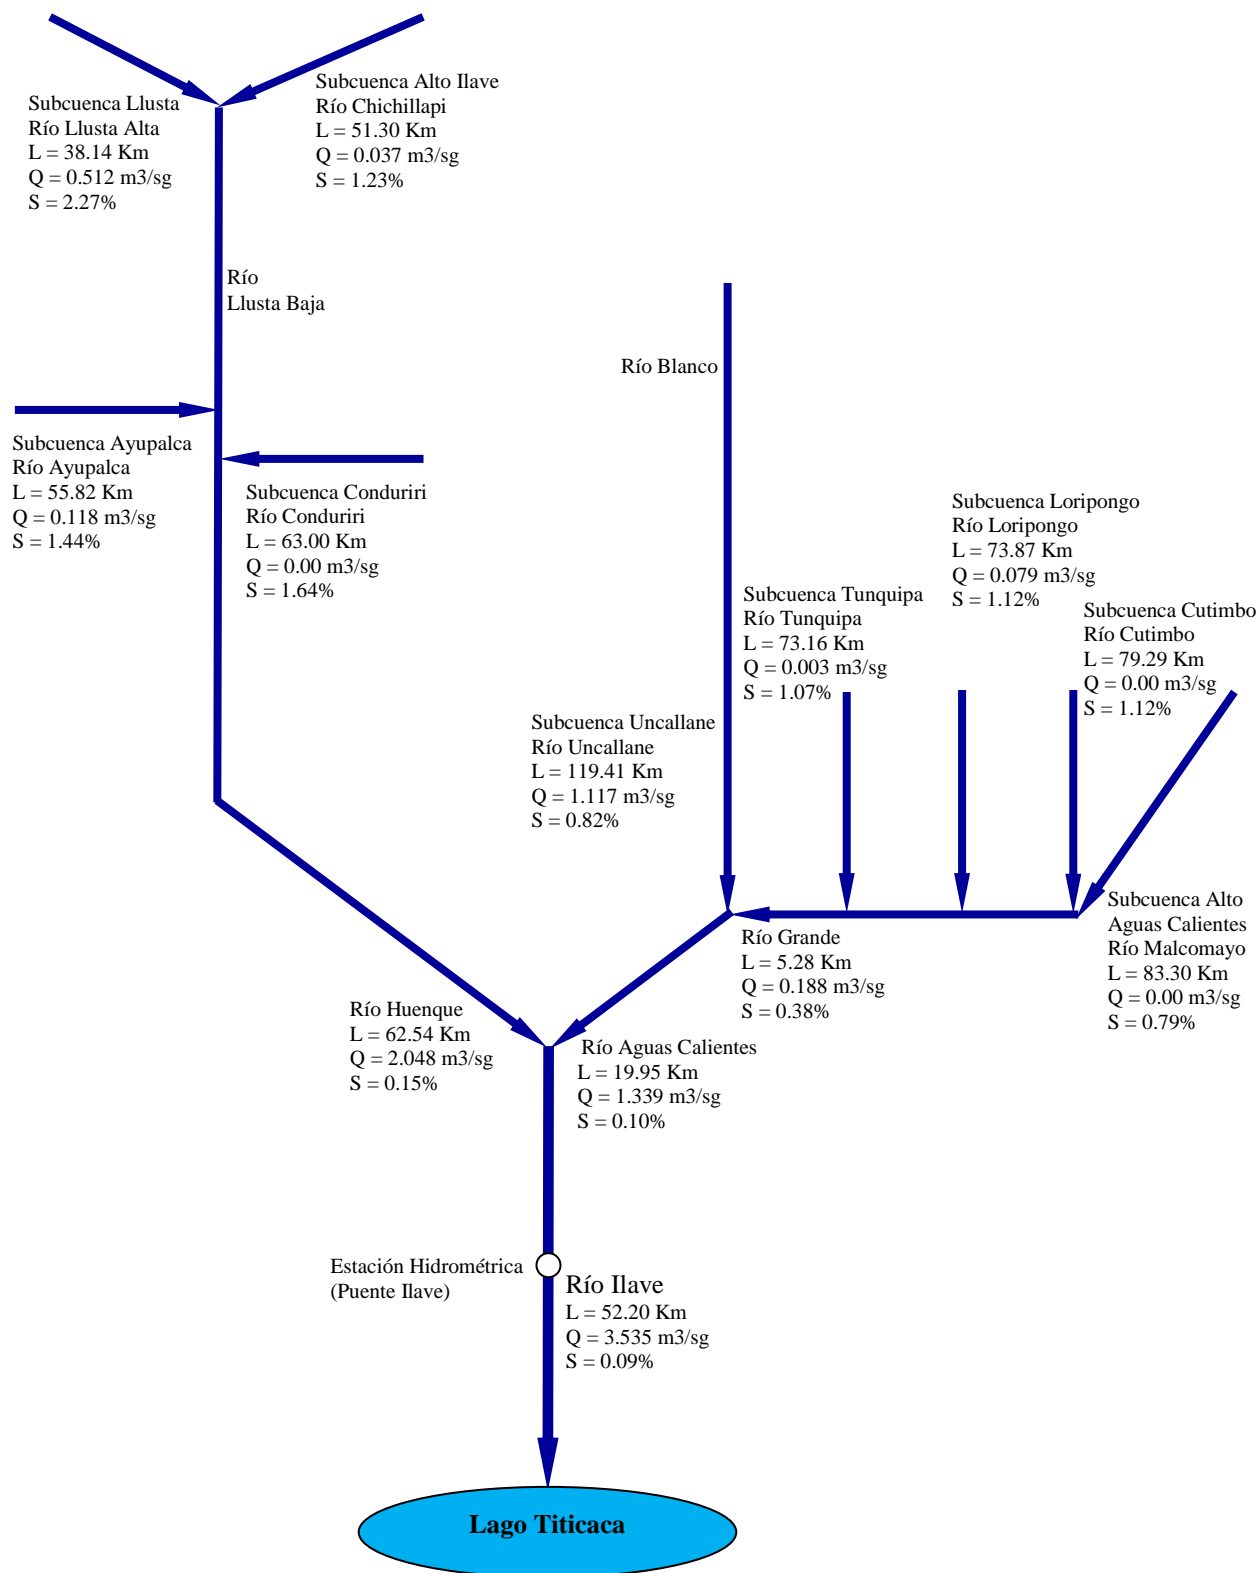 Subcuenca Llusta
Río Llusta Alta
L = 38.14 Km
Q = 0.512 m3/sg
S = 2.27%
Subcuenca Alto Ilave
Río Chichillapi
L = 51.30 Km
Q = 0.037 m3/sg
S = 1.23%
Río
Llusta Baja
Río Blanco
Subcuenca Ayupalca
Río Ayupalca
L = 55.82 Km
Q = 0.118 m3/sg
S = 1.44%
Subcuenca Conduriri
Río Conduriri
L = 63.00 Km
Q = 0.00 m3/sg
S = 1.64%
Subcuenca Loripongo
Río Loripongo
L = 73.87 Km
Q = 0.079 m3/sg
S = 1.12%
Subcuenca Tunquipa
Río Tunquipa
L = 73.16 Km
Q = 0.003 m3/sg
S = 1.07%
Subcuenca Cutimbo
Río Cutimbo
L = 79.29 Km
Q = 0.00 m3/sg
S = 1.12%
Subcuenca Uncallane
Río Uncallane
L = 119.41 Km
Q = 1.117 m3/sg
S = 0.82%
Subcuenca Alto
Aguas Calientes
Río Malcomayo
L = 83.30 Km
Q = 0.00 m3/sg
S = 0.79%
Río Grande
L = 5.28 Km
Q = 0.188 m3/sg
S = 0.38%
Río Huenque
L = 62.54 Km
Q = 2.048 m3/sg
S = 0.15%
Río Aguas Calientes
L = 19.95 Km
Q = 1.339 m3/sg
S = 0.10%
Estación Hidrométrica
(Puente Ilave)
Río Ilave
L = 52.20 Km
Q = 3.535 m3/sg
S = 0.09%
Lago Titicaca